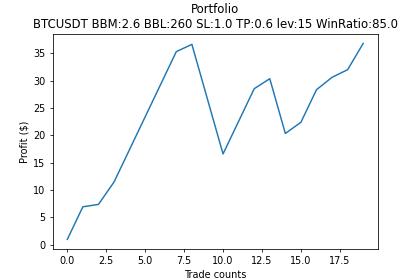 Portfolio
BTCUSDT BBM:2.6 BBL:260 SL:1.0 TP:0.6 lev:15 WinRatio:85.0
35
30
25
20
15
10
5
0
Profit ($)
0.0 2.5 5.0 7.5 10.0 12.5 15.0 17.5
Trade counts